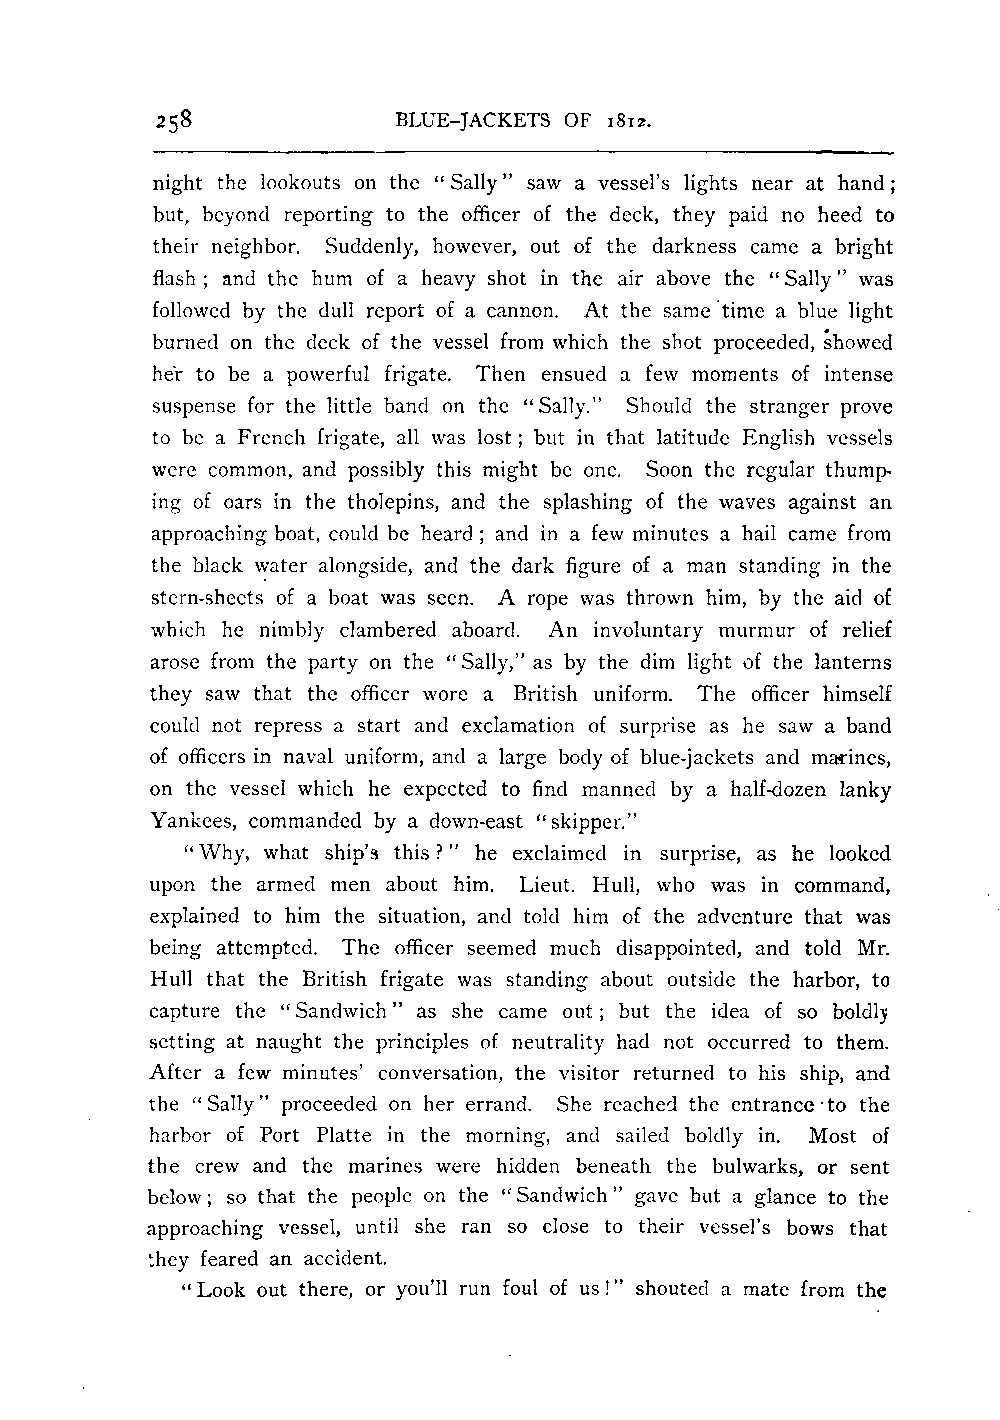 258 BLUE-JACKETS OF 1812.
night the lookouts on the “Sally” saw a vessel's lights near at hand;
but, beyond reporting to the officer of the deck, they paid no heed to
their neighbor. Suddenly, however, out of the darkness came a bright
flash; and the hum of a heavy shot in the air above the “Sally” was
followed by the dull report of a cannon. At the same time a blue light
burned on the deck of the vessel from which the shot proceeded, showed
her to be a powerful frigate. Then ensued a few moments of intense
suspense for the little band on the “Sally.” Should the stranger prove
to be a French frigate, all was lost; but in that latitude English vessels
were common, and possibly this might be one. Soon the regular thump-
ing of oars in the tholepins, and the splashing of the waves against an
approaching boat, could be heard; and in a few minutes a hail came from
the black water alongside, and the dark figure of a man standing in the
stern-sheets of a boat was seen. A rope was thrown him, by the aid of
which he nimbly clambered aboard. An involuntary murmur of relief
arose from the party on the “Sally,” as by the dim light of the lanterns
they saw that the officer wore a British uniform. The officer himself
could not repress a start and exclamation of surprise as he saw a band
of officers in naval uniform, and a large body of blue-jackets and marines,
on the vessel which he expected to find manned by a half-dozen lanky
Yankees, commanded by a down-east “skipper.”
“Why, what ship's this?” he exclaimed in surprise, as he looked
upon the armed men about him. Lieut. Hull, who was in command,
explained to him the situation, and told him of the adventure that was
being attempted. The officer seemed much disappointed, and told Mr.
Hull that the British frigate was standing about outside the harbor, to
capture the “Sandwich” as she came out; but the idea of so boldly
setting at naught the principles of neutrality had not occurred to them.
After a few minutes' conversation, the visitor returned to his ship, and
the “Sally” proceeded on her errand. She reached the entrance to the
harbor of Port Platte in the morning, and sailed boldly in. Most of
the crew and the marines were hidden beneath the bulwarks, or sent
below; so that the people on the “Sandwich” gave but a glance to the
approaching vessel, until she ran so close to their vessel's bows that
they feared an accident.
“Look out there, or you'll run foul of us!” shouted a mate from the